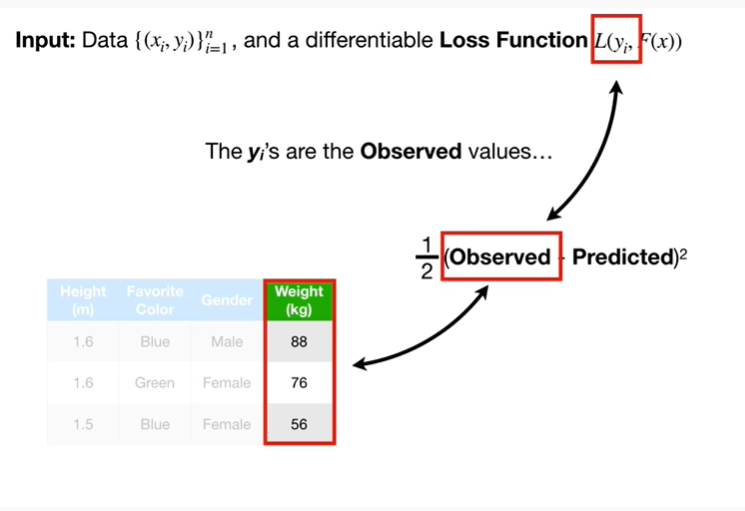 Input: Data {(xᵢ, yᵢ)}ⁿᵢ₌₁, and a differentiable Loss Function L(yᵢ, F(x))
The yᵢ's are the Observed values...
1/2 (Observed - Predicted)²
Height (m) Favorite Color Gender Weight (kg)
1.6 Blue Male 88
1.6 Green Female 76
1.5 Blue Female 56